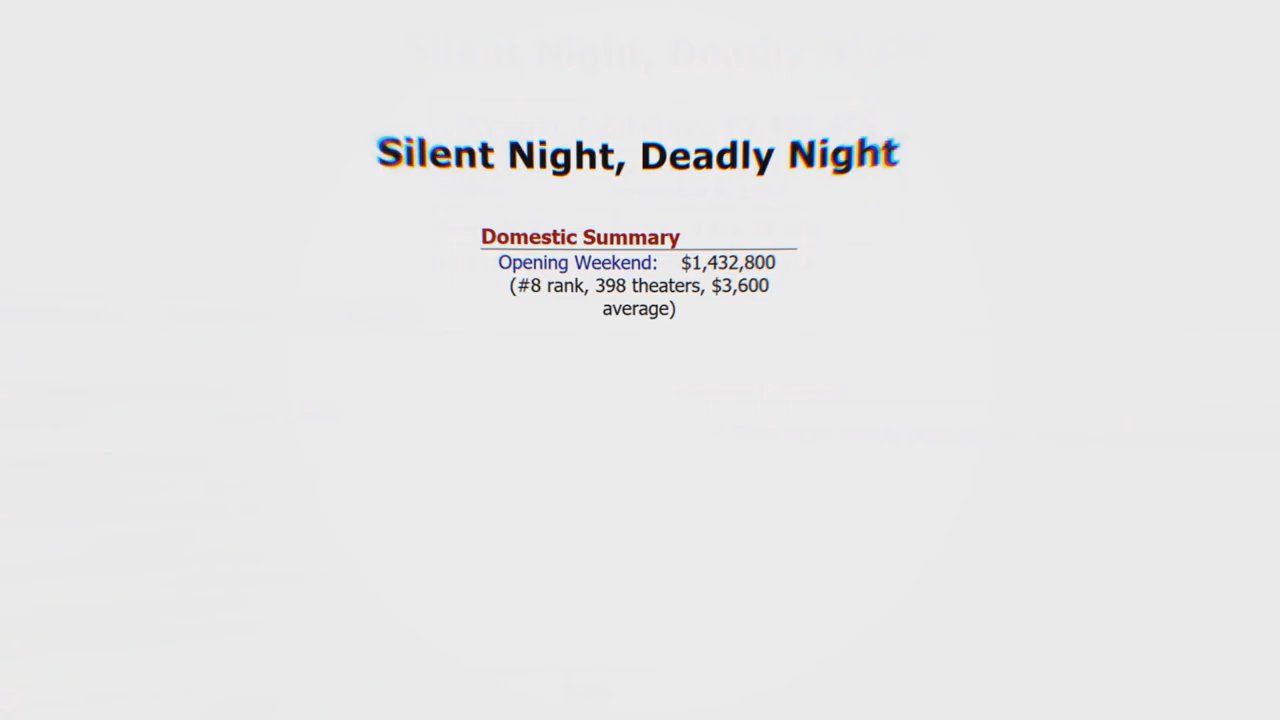 Silent Night, Deadly Night
Domestic Summary
Opening Weekend: $1,432,800
(#8 rank, 398 theaters, $3,600
average)